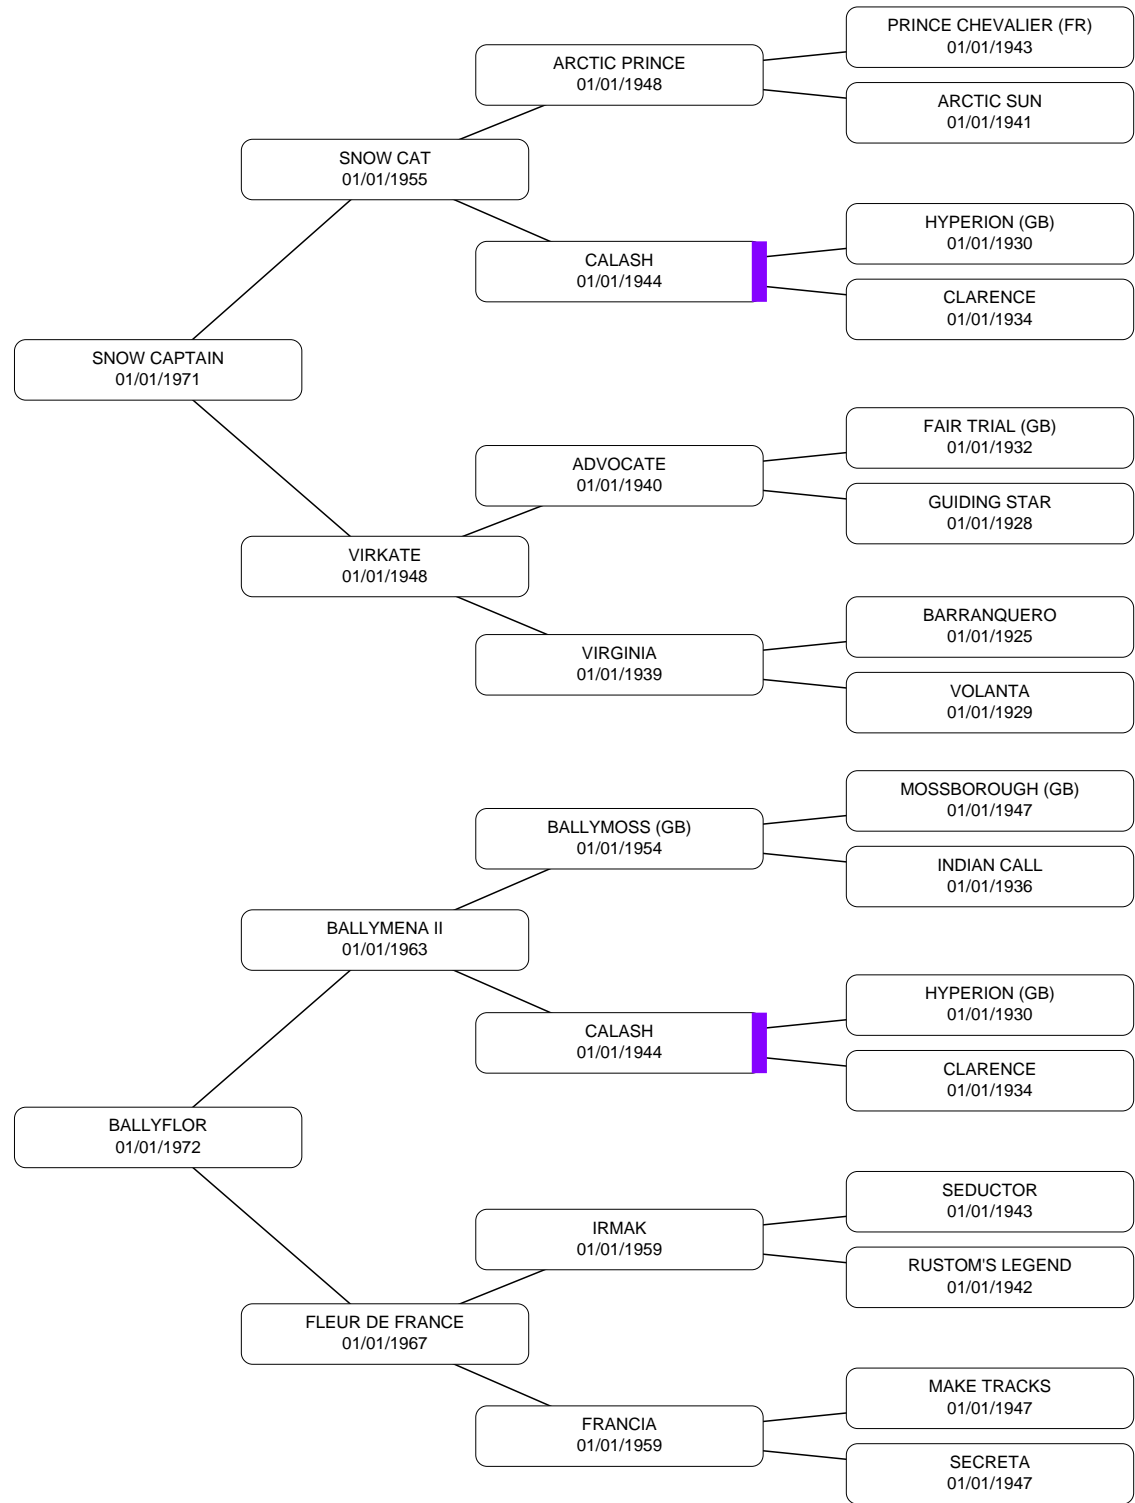 PRINCE CHEVALIER (FR)
01/01/1943
ARCTIC PRINCE
01/01/1948
ARCTIC SUN
01/01/1941
SNOW CAT
01/01/1955
HYPERION (GB)
01/01/1930
CALASH
01/01/1944
CLARENCE
01/01/1934
SNOW CAPTAIN
01/01/1971
FAIR TRIAL (GB)
01/01/1932
ADVOCATE
01/01/1940
GUIDING STAR
01/01/1928
VIRKATE
01/01/1948
BARRANQUERO
01/01/1925
VIRGINIA
01/01/1939
VOLANTA
01/01/1929
MOSSBOROUGH (GB)
01/01/1947
BALLYMOSS (GB)
01/01/1954
INDIAN CALL
01/01/1936
BALLYMENA II
01/01/1963
HYPERION (GB)
01/01/1930
CALASH
01/01/1944
CLARENCE
01/01/1934
BALLYFLOR
01/01/1972
SEDUCTOR
01/01/1943
IRMAK
01/01/1959
RUSTOM'S LEGEND
01/01/1942
FLEUR DE FRANCE
01/01/1967
MAKE TRACKS
01/01/1947
FRANCIA
01/01/1959
SECRETA
01/01/1947